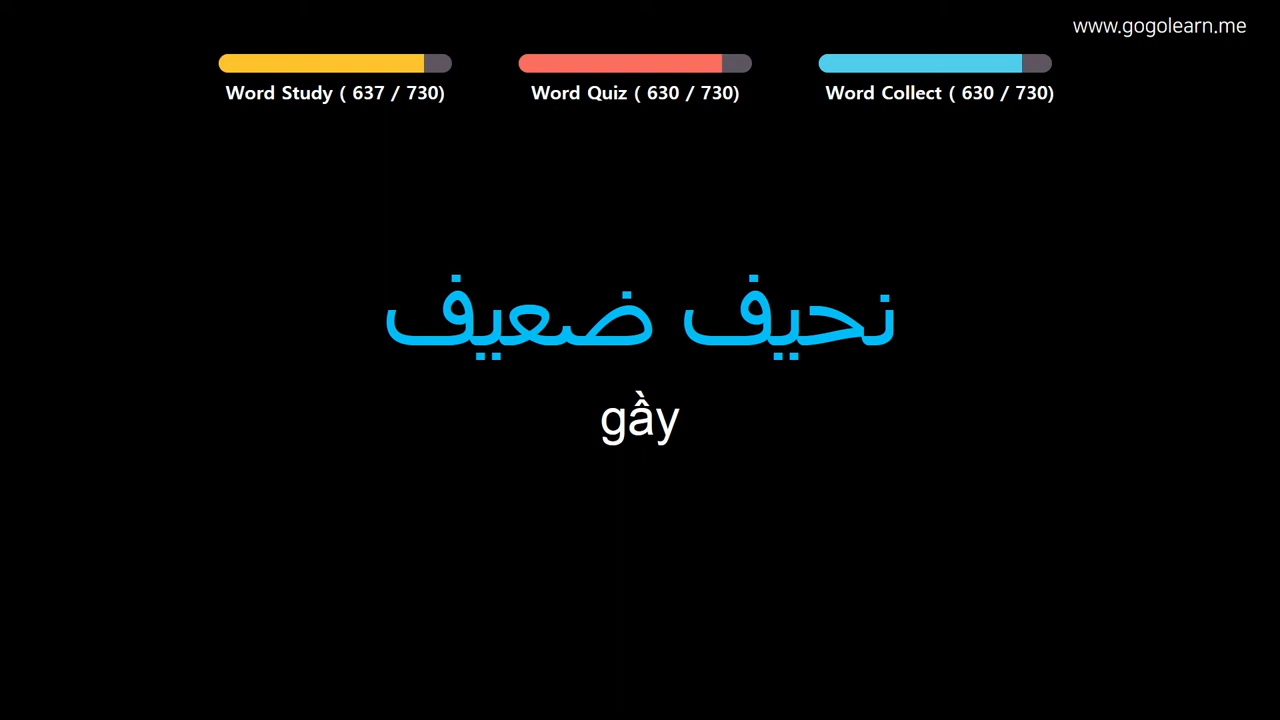 www.gogolearn.me
Word Study ( 637 / 730)
Word Quiz ( 630 / 730)
Word Collect ( 630 / 730)
نحيف ضعيف
gầy